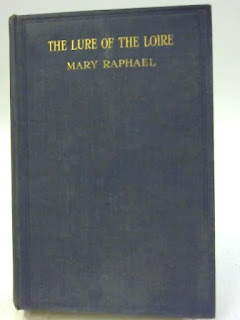 THE LURE OF THE LOIRE
MARY RAPHAEL